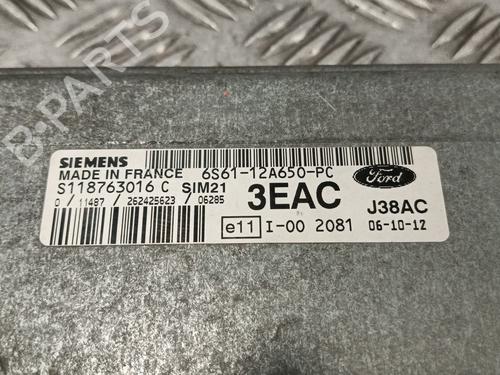 B-PARTS
SIEMENS
MADE IN FRANCE 6S61-12A650-PC
S118763016 C SIM21
0 / 11487 / 262425623 / 06285
3EAC
e11 I-00 2081
Ford
J38AC
06-10-12